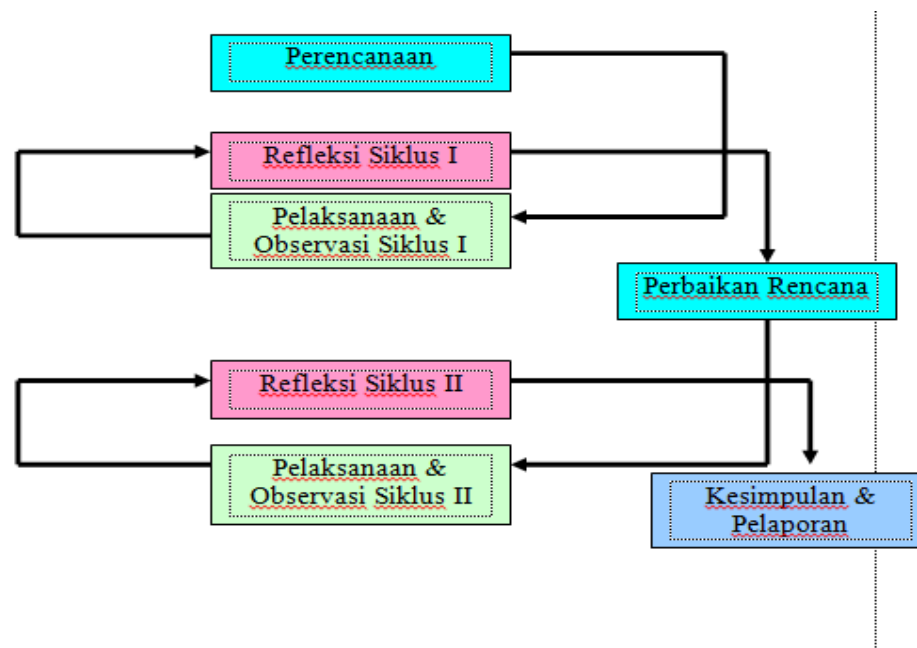 Perencanaan
Refleksi Siklus I
Pelaksanaan &
Observasi Siklus I
Perbaikan Rencana
Refleksi Siklus II
Pelaksanaan &
Observasi Siklus II
Kesimpulan &
Pelaporan